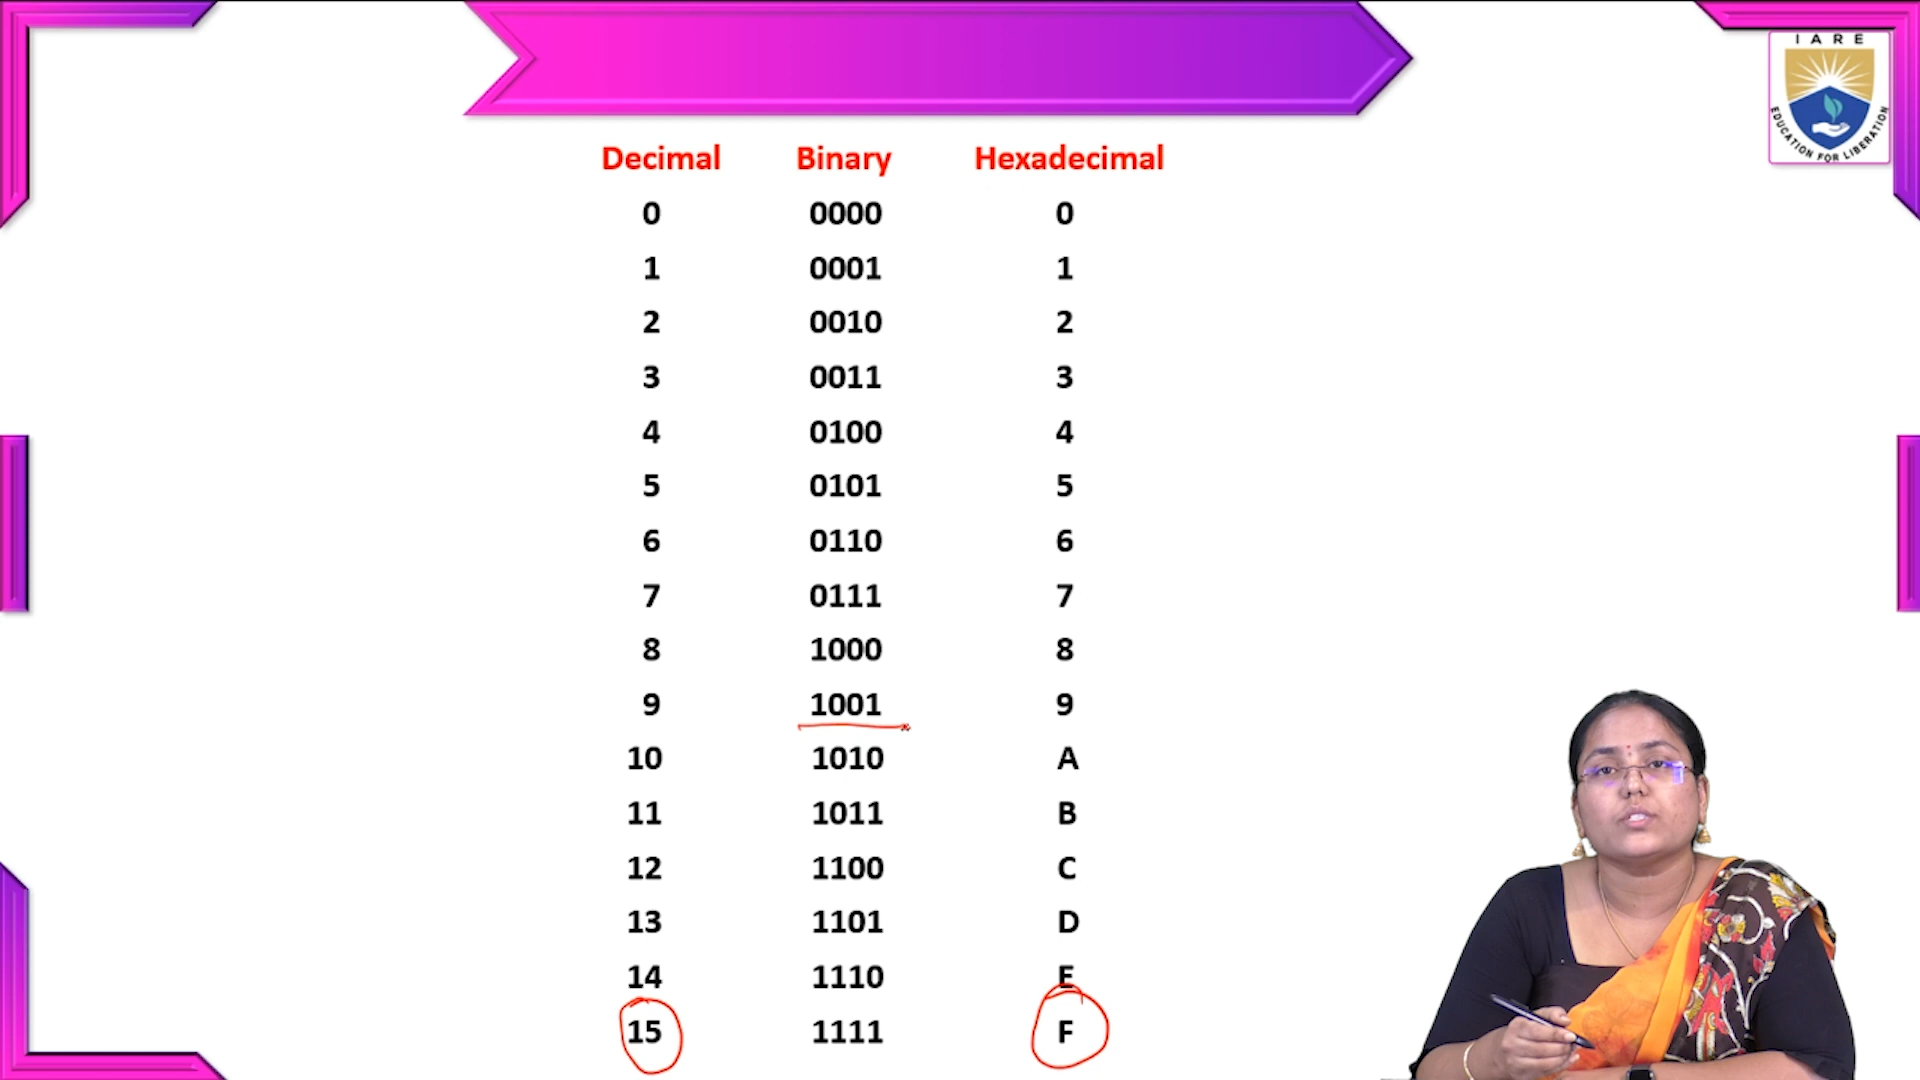 IARE
EDUCATION FOR LIBERATION
Decimal Binary Hexadecimal
0 0000 0
1 0001 1
2 0010 2
3 0011 3
4 0100 4
5 0101 5
6 0110 6
7 0111 7
8 1000 8
9 1001 9
10 1010 A
11 1011 B
12 1100 C
13 1101 D
14 1110 E
15 1111 F